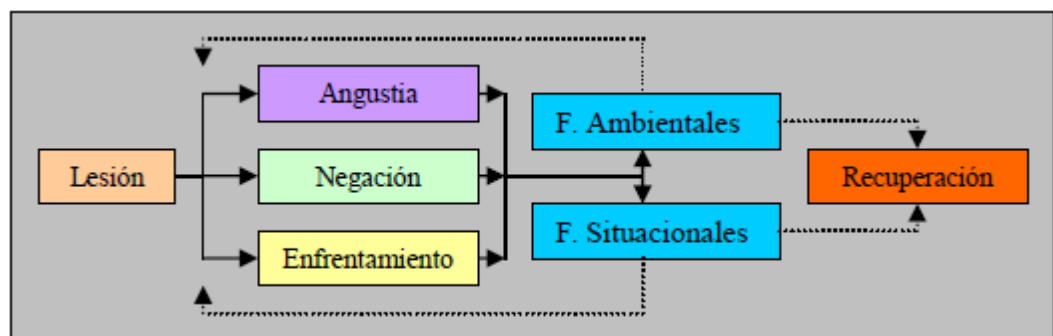 Angustia
F. Ambientales
Lesión
Negación
Recuperación
F. Situacionales
Enfrentamiento